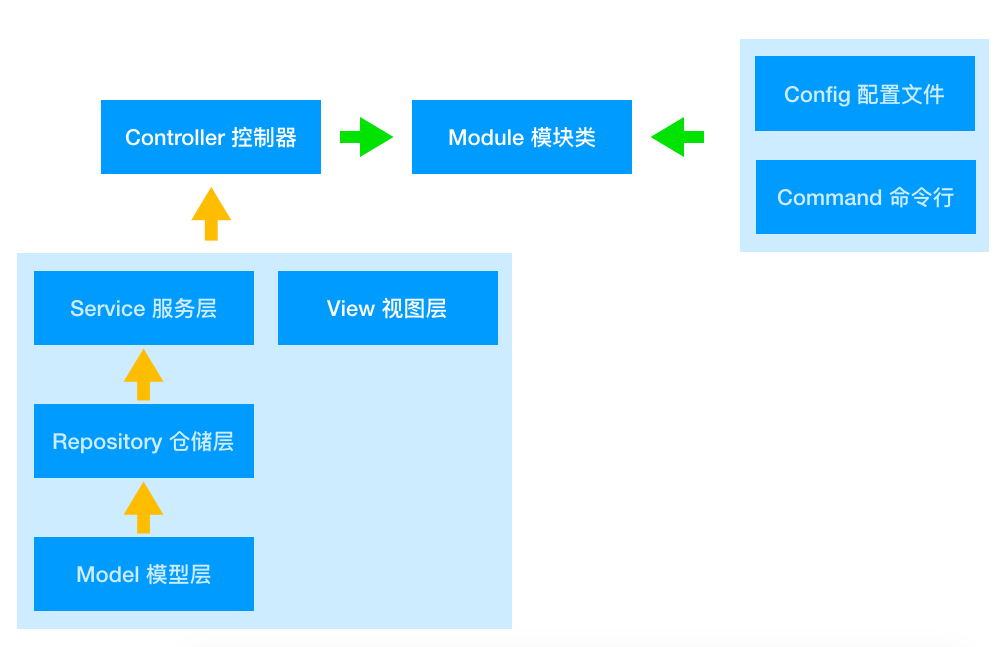 Config 配置文件
Controller 控制器
Module 模块类
Command 命令行
Service 服务层
View 视图层
Repository 仓储层
Model 模型层